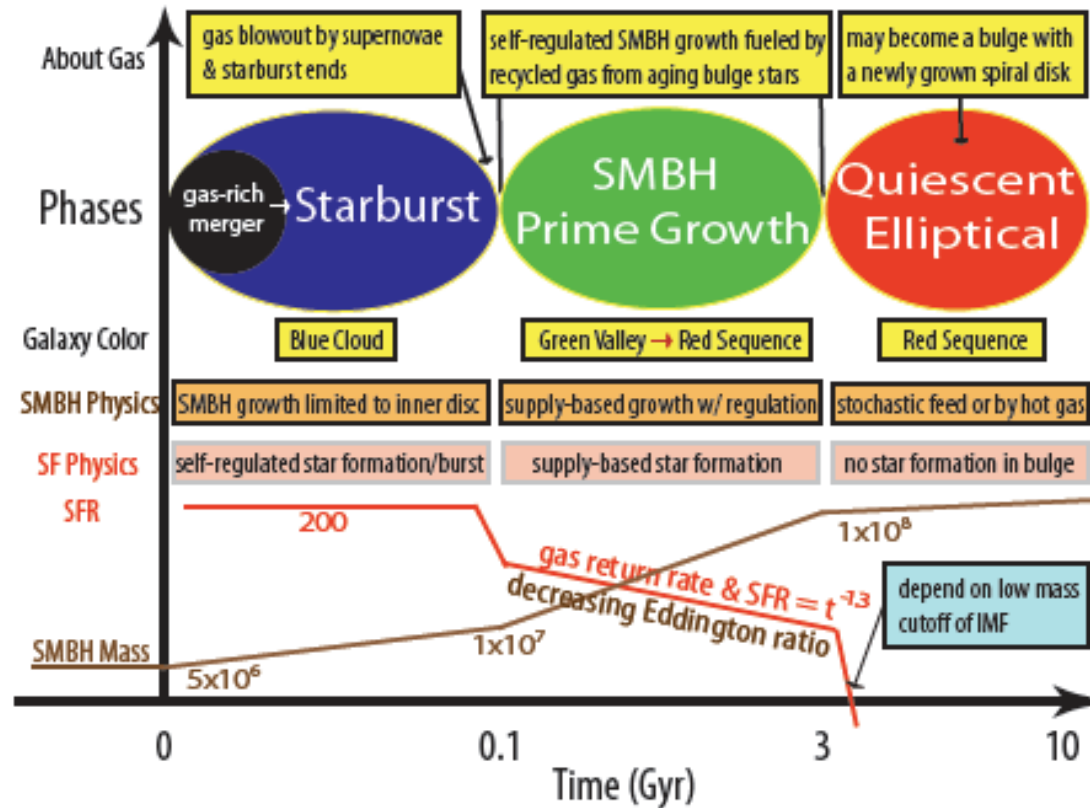 About Gas
gas blowout by supernovae
& starburst ends
self-regulated SMBH growth fueled by
recycled gas from aging bulge stars
may become a bulge with
a newly grown spiral disk
Phases
gas-rich
merger
→ Starburst
SMBH
Prime Growth
Quiescent
Elliptical
Galaxy Color
Blue Cloud
Green Valley → Red Sequence
Red Sequence
SMBH Physics
SMBH growth limited to inner disc
supply-based growth w/ regulation
stochastic feed or by hot gas
SF Physics
self-regulated star formation/burst
supply-based star formation
no star formation in bulge
SFR
200
gas return rate & SFR = t^-1.3
decreasing Eddington ratio
1x10⁸
depend on low mass
cutoff of IMF
SMBH Mass
5x10⁶
1x10⁷
0
0.1
3
10
Time (Gyr)